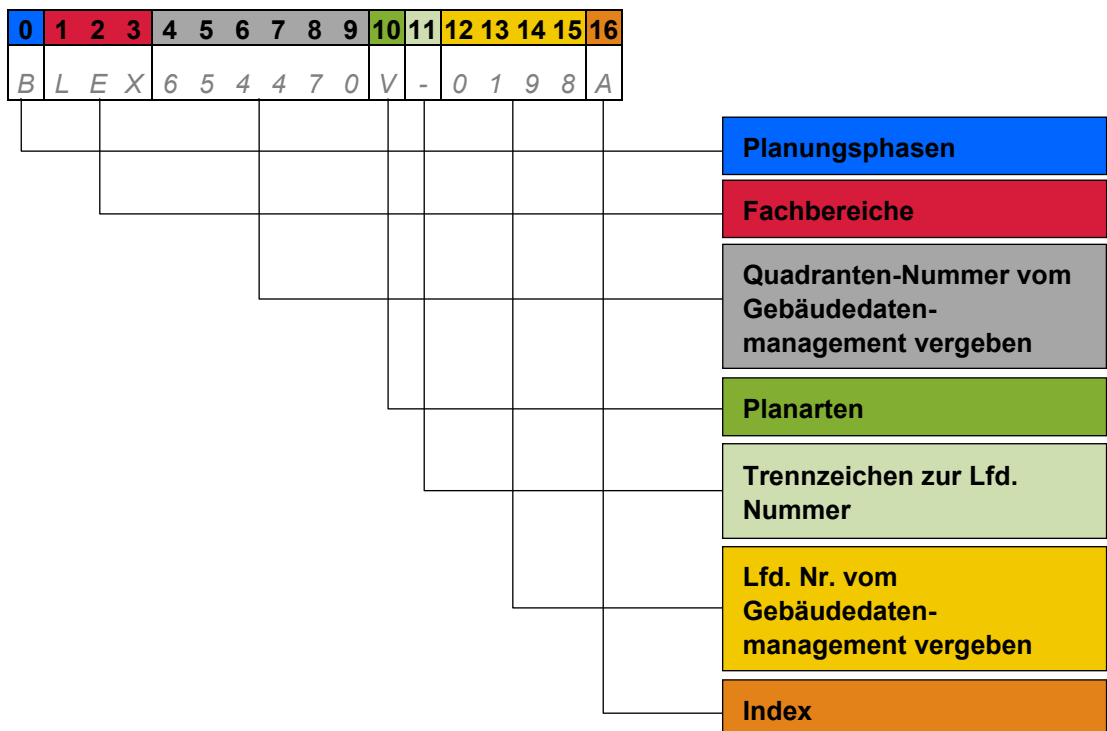 0 1 2 3 4 5 6 7 8 9 10 11 12 13 14 15 16
B L E X 6 5 4 4 7 0 V - 0 1 9 8 A
Planungsphasen
Fachbereiche
Quadranten-Nummer vom
Gebäudedaten-
management vergeben
Planarten
Trennzeichen zur Lfd.
Nummer
Lfd. Nr. vom
Gebäudedaten-
management vergeben
Index